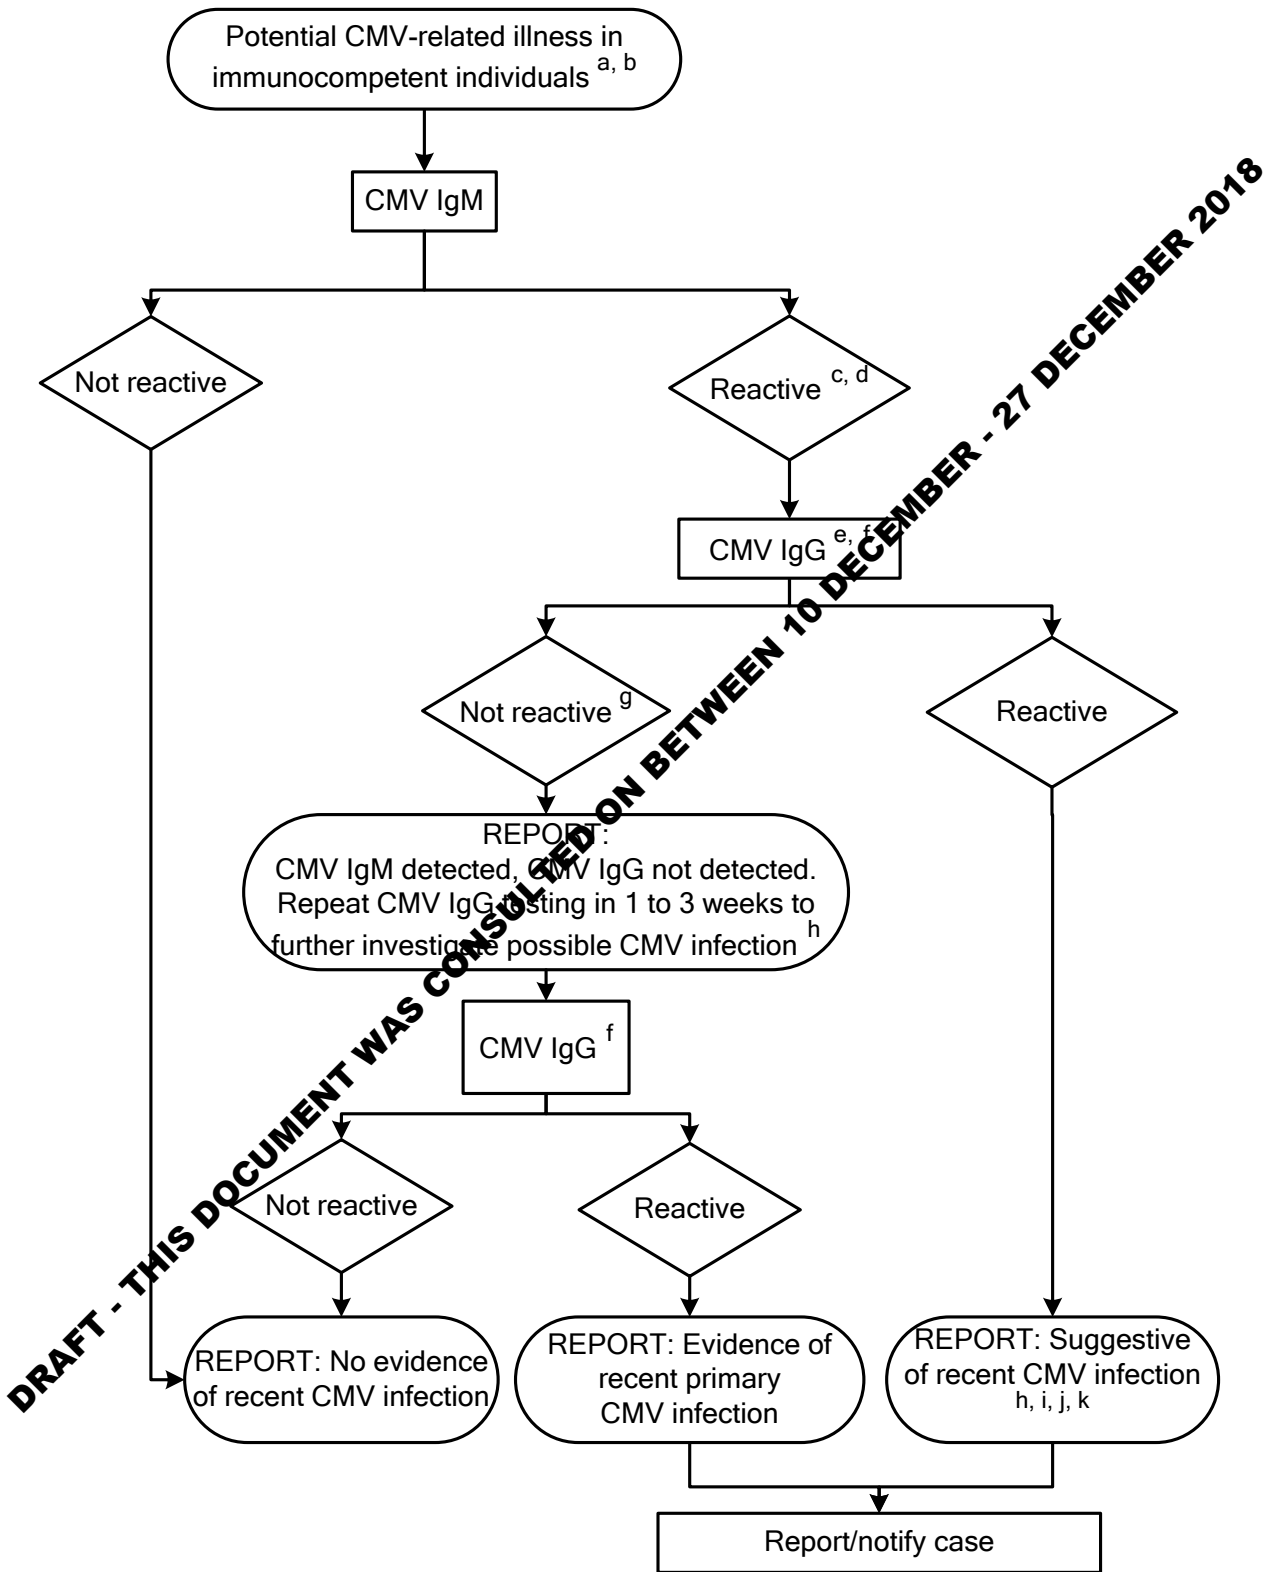 Potential CMV-related illness in
immunocompetent individuals a, b
CMV IgM
Not reactive
Reactive c, d
CMV IgG e, f
Not reactive g
Reactive
REPORT:
CMV IgM detected, CMV IgG not detected.
Repeat CMV IgG testing in 1 to 3 weeks to
further investigate possible CMV infection h
CMV IgG f
Not reactive
Reactive
REPORT: No evidence
of recent CMV infection
REPORT: Evidence of
recent primary
CMV infection
REPORT: Suggestive
of recent CMV infection
h, i, j, k
Report/notify case
DRAFT - THIS DOCUMENT WAS CONSULTED ON BETWEEN 10 DECEMBER - 27 DECEMBER 2018